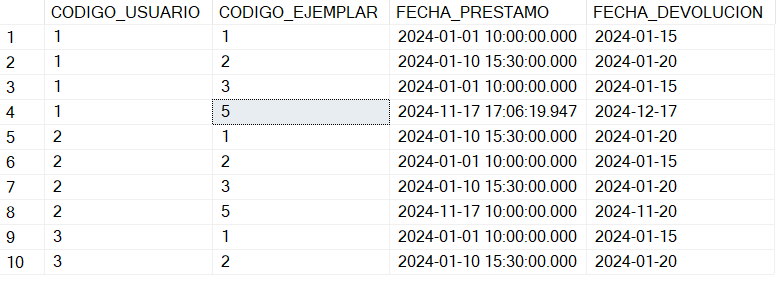 CODIGO_USUARIO CODIGO_EJEMPLAR FECHA_PRESTAMO FECHA_DEVOLUCION
1 1 1 2024-01-01 10:00:00.000 2024-01-15
2 1 2 2024-01-10 15:30:00.000 2024-01-20
3 1 3 2024-01-01 10:00:00.000 2024-01-15
4 1 5 2024-11-17 17:06:19.947 2024-12-17
5 2 1 2024-01-10 15:30:00.000 2024-01-20
6 2 2 2024-01-01 10:00:00.000 2024-01-15
7 2 3 2024-01-10 15:30:00.000 2024-01-20
8 2 5 2024-11-17 10:00:00.000 2024-11-20
9 3 1 2024-01-01 10:00:00.000 2024-01-15
10 3 2 2024-01-10 15:30:00.000 2024-01-20